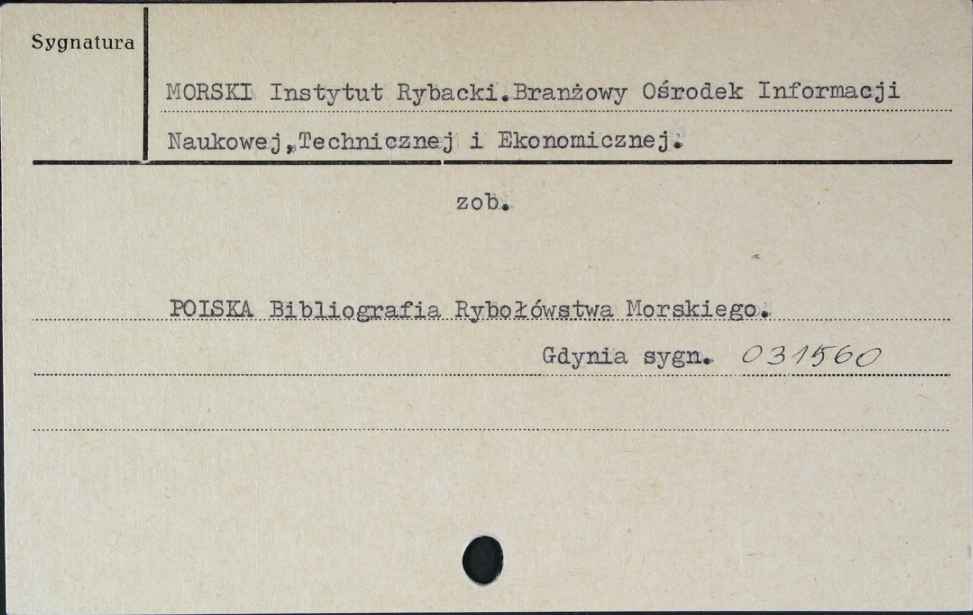 Sygnatura
MORSKI Instytut Rybacki.Branżowy Ośrodek Informacji
Naukowej,Technicznej i Ekonomicznej.
zob.
POLSKA Bibliografia Rybołówstwa Morskiego.
Gdynia sygn. 031560